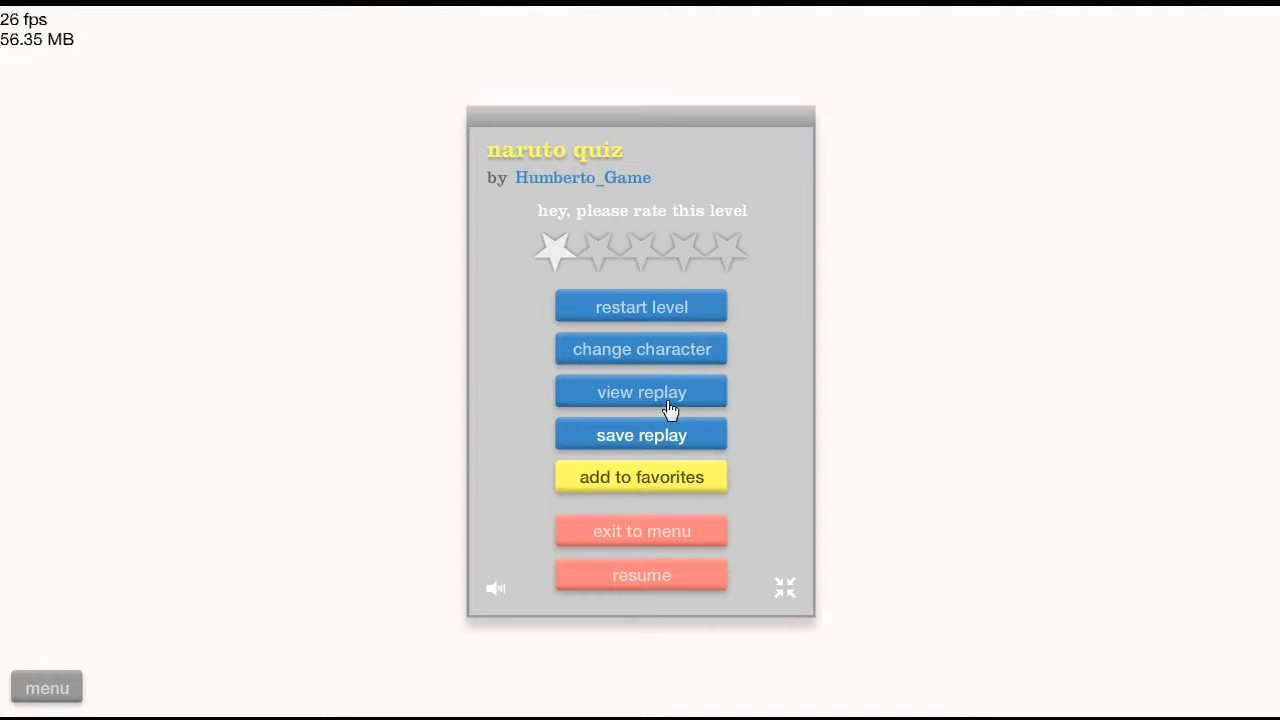 26 fps
56.35 MB
naruto quiz
by Humberto_Game
hey, please rate this level
restart level
change character
view replay
save replay
add to favorites
exit to menu
resume
menu